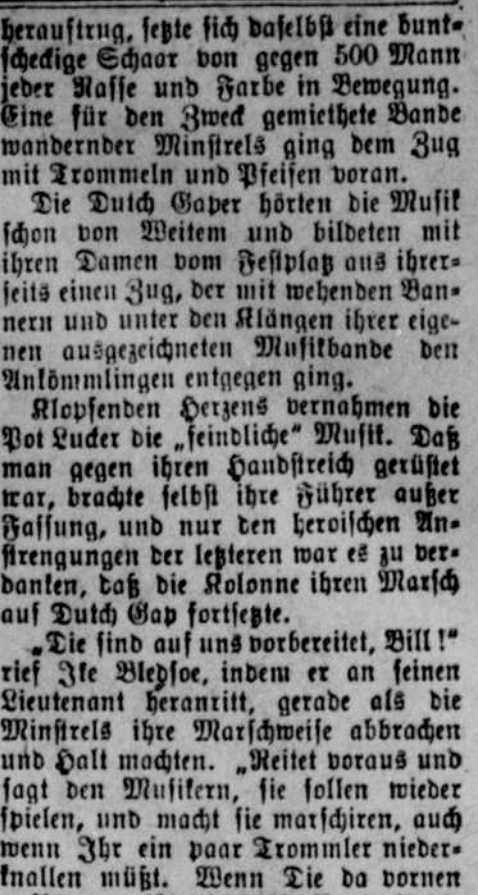 herauftrug, setzte sich daselbst eine bunt=
scheckige Schaar von gegen 500 Mann
jeder Rasse und Farbe in Bewegung.
Eine für den Zweck gemiethete Bande
wandernder Minstrels ging dem Zug
mit Trommeln und Pfeifen voran.
Die Dutch Gaper hörten die Musik
schon von Weitem und bildeten mit
ihren Damen vom Festplatz aus ihrer=
seits einen Zug, der mit wehenden Ban=
nern und unter den Klängen ihrer eige=
nen ausgezeichneten Musikbande den
Ankömmlingen entgegen ging.
Klopfenden Herzens vernahmen die
Pot Lucker die „feindliche“ Musik. Daß
man gegen ihren Handstreich gerüstet
war, brachte selbst ihre Führer außer
Fassung, und nur den heroischen An=
strengungen der letzteren war es zu ver=
danken, daß die Kolonne ihren Marsch
auf Dutch Gap fortsetzte.
„Die sind auf uns vorbereitet, Bill!“
rief Ike Bledsoe, indem er an seinen
Lieutenant heranritt, gerade als die
Minstrels ihre Marschweise abbrachen
und Halt machten. „Reitet voraus und
sagt den Musikern, sie sollen wieder
spielen, und macht sie marschiren, auch
wenn Ihr ein paar Trommler nieder=
knallen müßt. Wenn Die da vornen